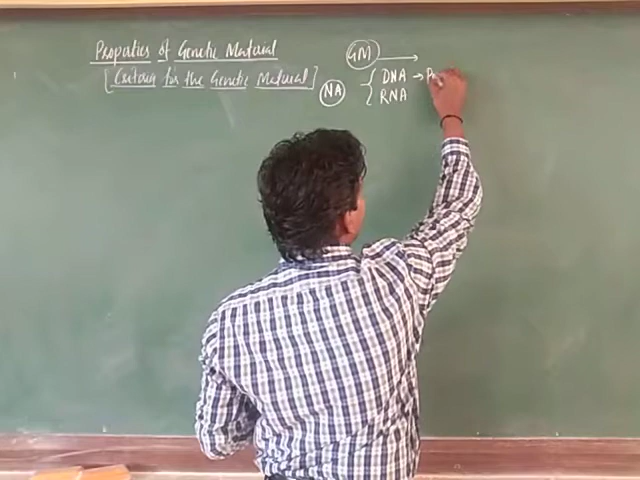 Properties of Genetic Material
[Criteria for the Genetic Material]
GM →
NA { DNA →
RNA